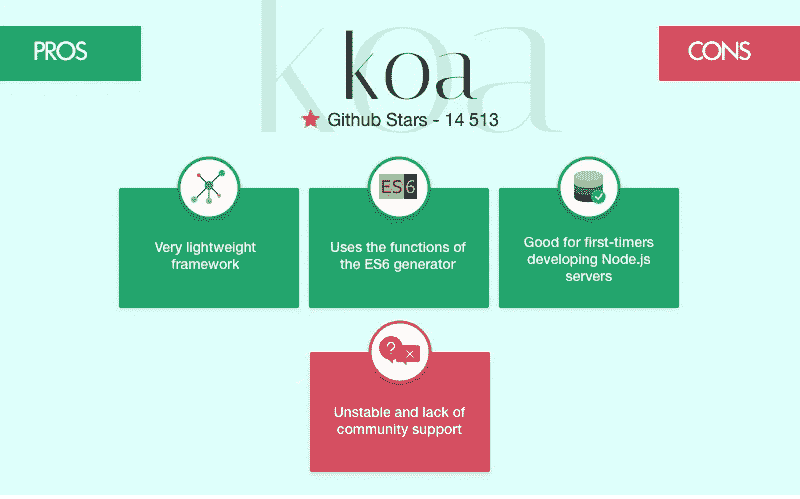 PROS
CONS
koa
Github Stars - 14 513
ES6
Very lightweight
framework
Uses the functions of
the ES6 generator
Good for first-timers
developing Node.js
servers
?
Unstable and lack of
community support